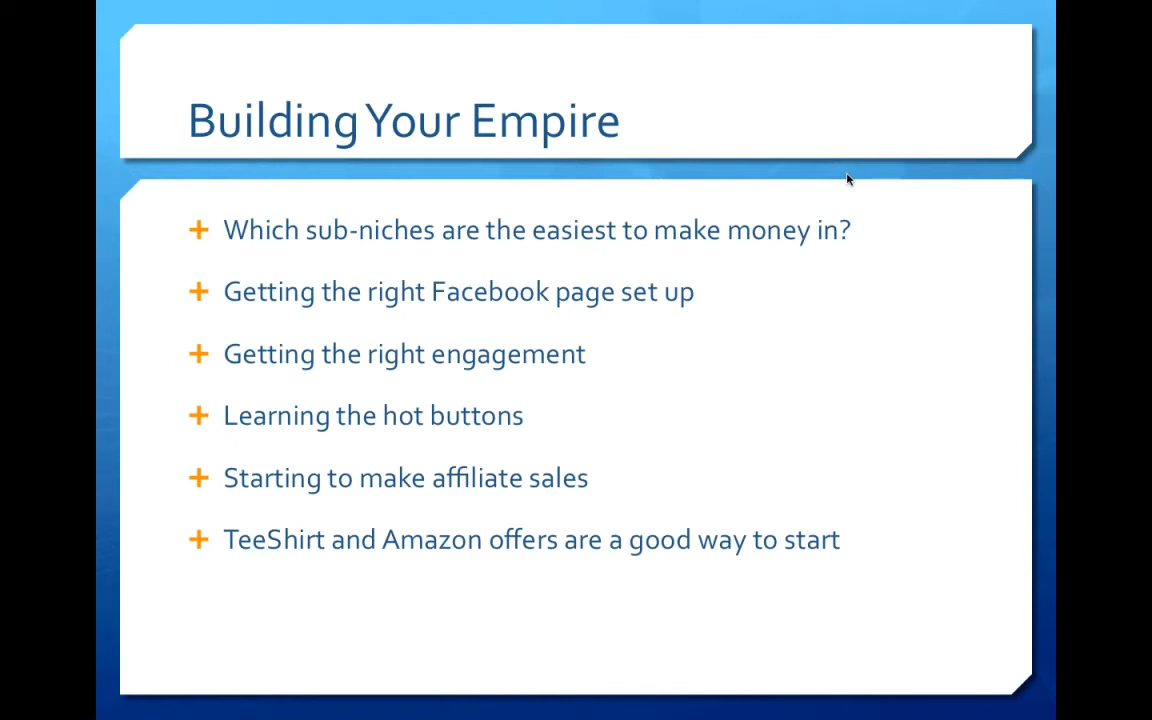 Building Your Empire
Which sub-niches are the easiest to make money in?
Getting the right Facebook page set up
Getting the right engagement
Learning the hot buttons
Starting to make affiliate sales
TeeShirt and Amazon offers are a good way to start